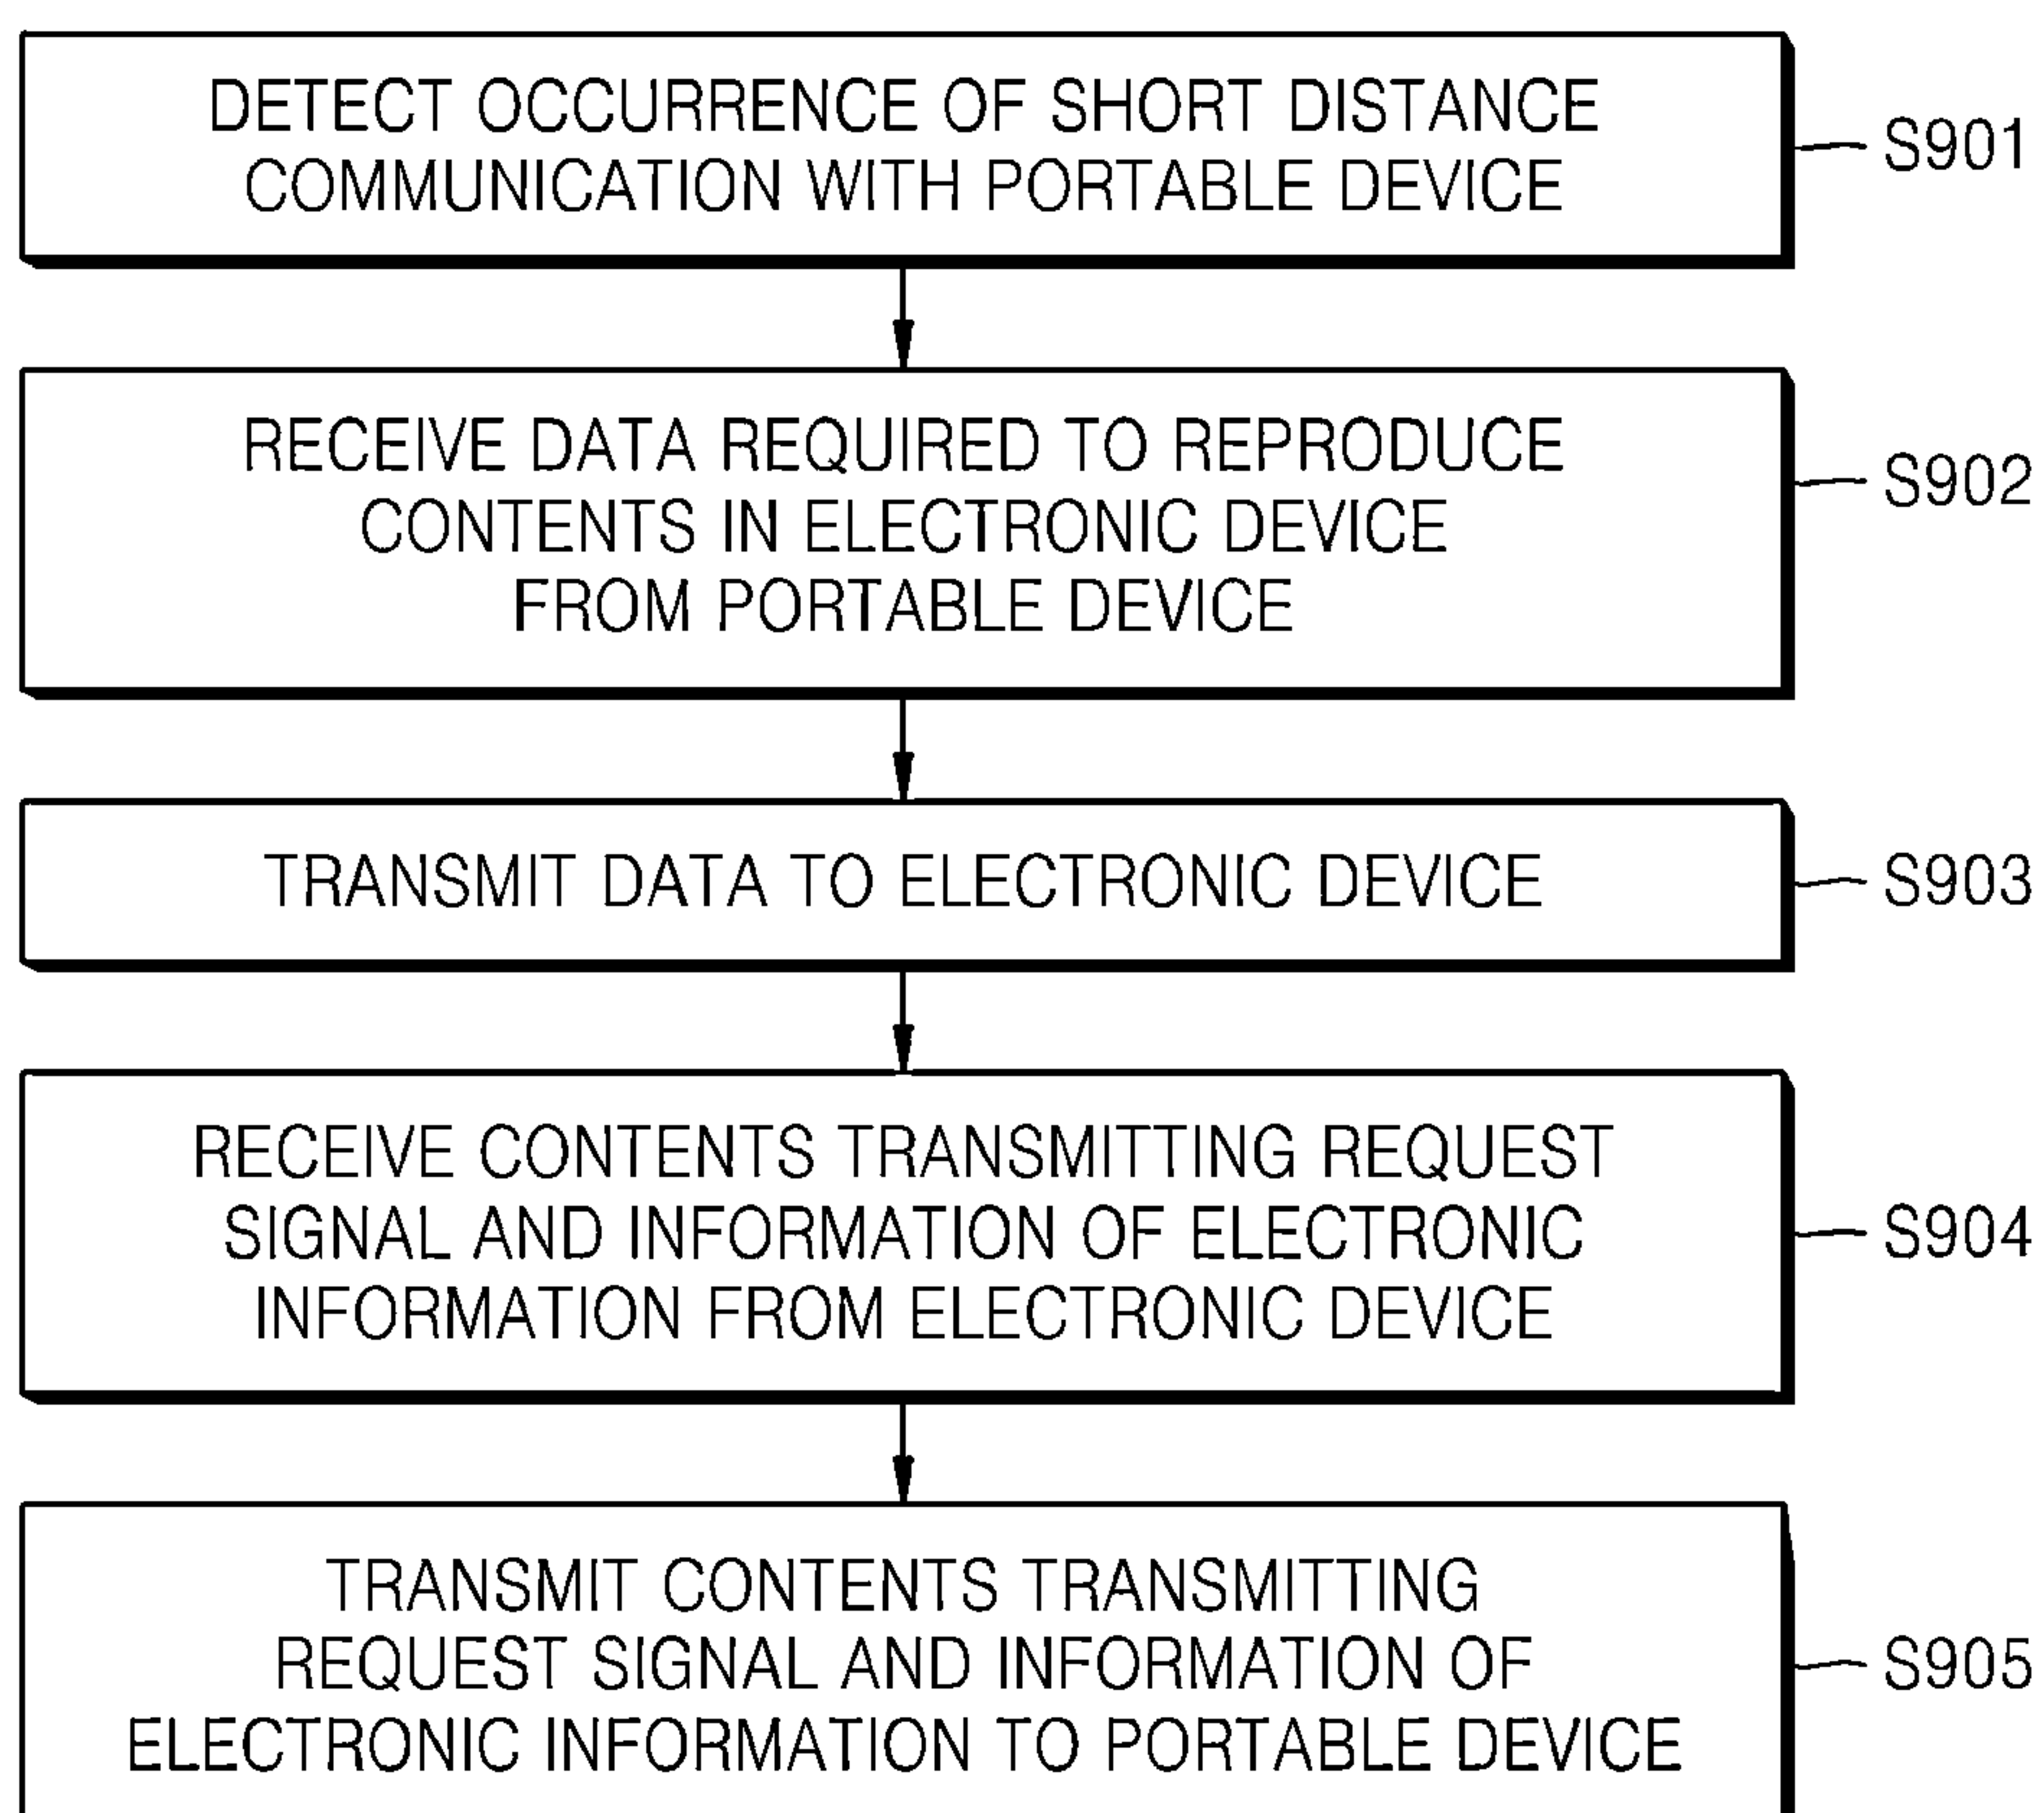 DETECT OCCURRENCE OF SHORT DISTANCE
COMMUNICATION WITH PORTABLE DEVICE
S901
RECEIVE DATA REQUIRED TO REPRODUCE
CONTENTS IN ELECTRONIC DEVICE
FROM PORTABLE DEVICE
S902
TRANSMIT DATA TO ELECTRONIC DEVICE
S903
RECEIVE CONTENTS TRANSMITTING REQUEST
SIGNAL AND INFORMATION OF ELECTRONIC
INFORMATION FROM ELECTRONIC DEVICE
S904
TRANSMIT CONTENTS TRANSMITTING
REQUEST SIGNAL AND INFORMATION OF
ELECTRONIC INFORMATION TO PORTABLE DEVICE
S905